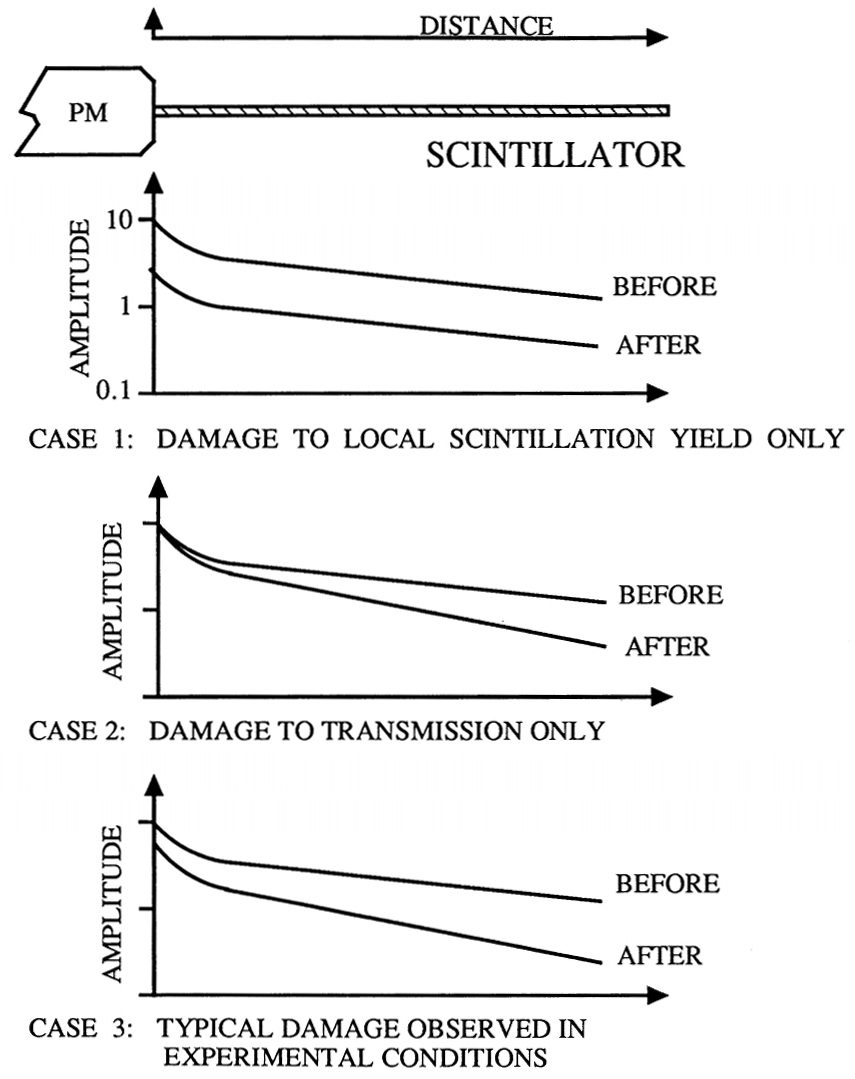 DISTANCE
PM
SCINTILLATOR
AMPLITUDE
10
1
0.1
BEFORE
AFTER
CASE 1: DAMAGE TO LOCAL SCINTILLATION YIELD ONLY
AMPLITUDE
BEFORE
AFTER
CASE 2: DAMAGE TO TRANSMISSION ONLY
AMPLITUDE
BEFORE
AFTER
CASE 3: TYPICAL DAMAGE OBSERVED IN
EXPERIMENTAL CONDITIONS